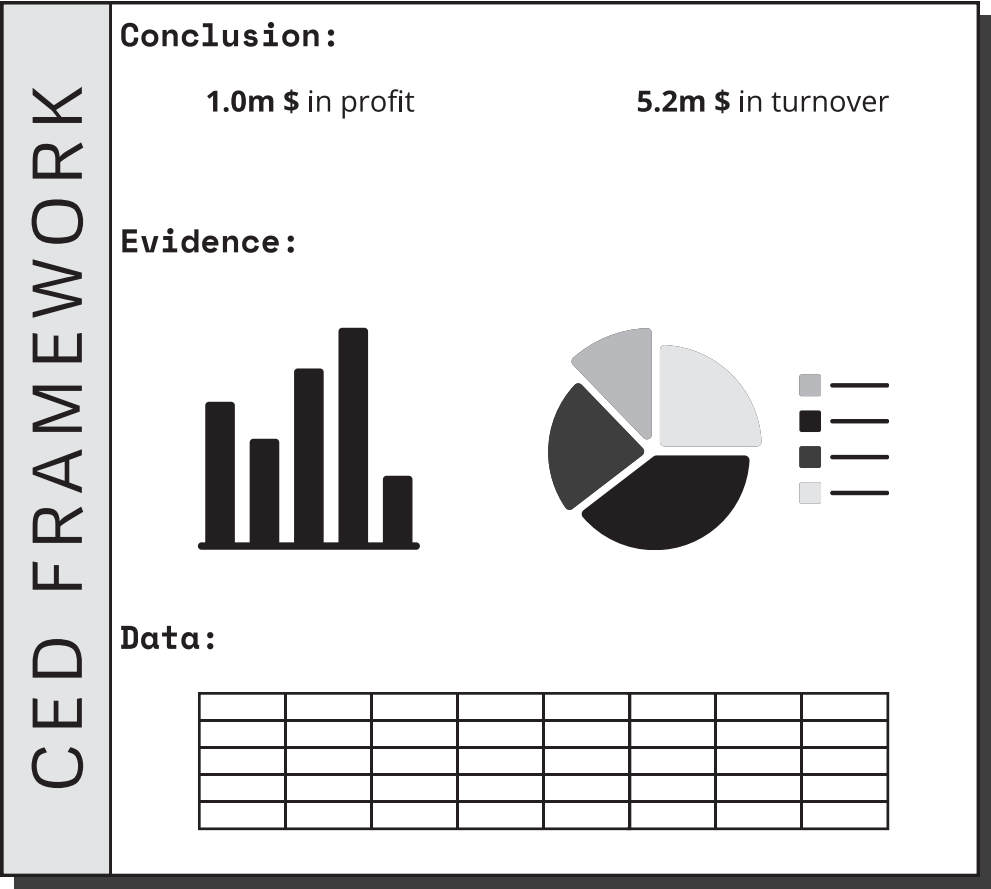 CED FRAMEWORK
Conclusion:
1.0m $ in profit
5.2m $ in turnover
Evidence:
Data: